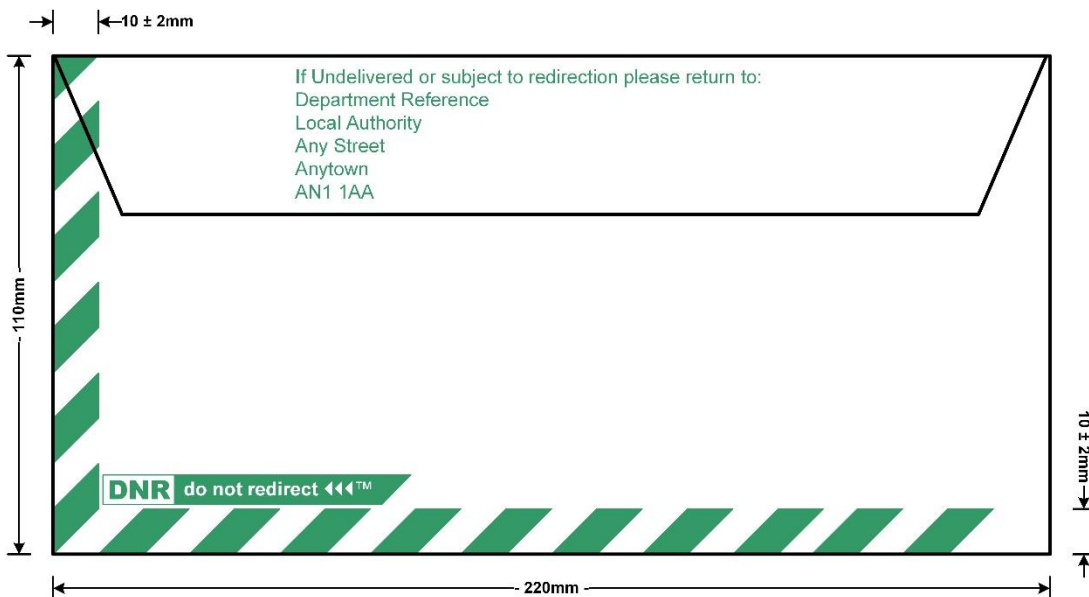 10 ± 2mm
If Undelivered or subject to redirection please return to:
Department Reference
Local Authority
Any Street
Anytown
AN1 1AA
- 110mm -
10 ± 2mm
DNR do not redirect ™
- 220mm -